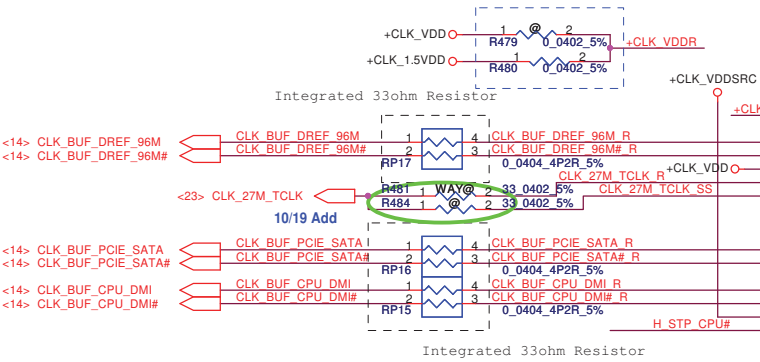 +CLK_VDD 1 @ 2
R479 0_0402_5% +CLK_VDDR
+CLK_1.5VDD 1 2
R480 0_0402_5%
+CLK_VDDSRC
Integrated 33ohm Resistor
+CLK
<14> CLK_BUF_DREF_96M CLK_BUF_DREF_96M 1 4 CLK_BUF_DREF_96M_R
<14> CLK_BUF_DREF_96M# CLK_BUF_DREF_96M# 2 3 CLK_BUF_DREF_96M#_R
RP17 0_0404_4P2R_5% +CLK_VDD
CLK_27M_TCLK_R
R481 1 WAY@ 2 33_0402_5% CLK_27M_TCLK_SS
<23> CLK_27M_TCLK
R484 1 @ 2 33_0402_5%
10/19 Add
<14> CLK_BUF_PCIE_SATA CLK_BUF_PCIE_SATA 1 4 CLK_BUF_PCIE_SATA_R
<14> CLK_BUF_PCIE_SATA# CLK_BUF_PCIE_SATA# 2 3 CLK_BUF_PCIE_SATA#_R
RP16 0_0404_4P2R_5%
<14> CLK_BUF_CPU_DMI CLK_BUF_CPU_DMI 1 4 CLK_BUF_CPU_DMI_R
<14> CLK_BUF_CPU_DMI# CLK_BUF_CPU_DMI# 2 3 CLK_BUF_CPU_DMI#_R
RP15 0_0404_4P2R_5%
H_STP_CPU#
Integrated 33ohm Resistor